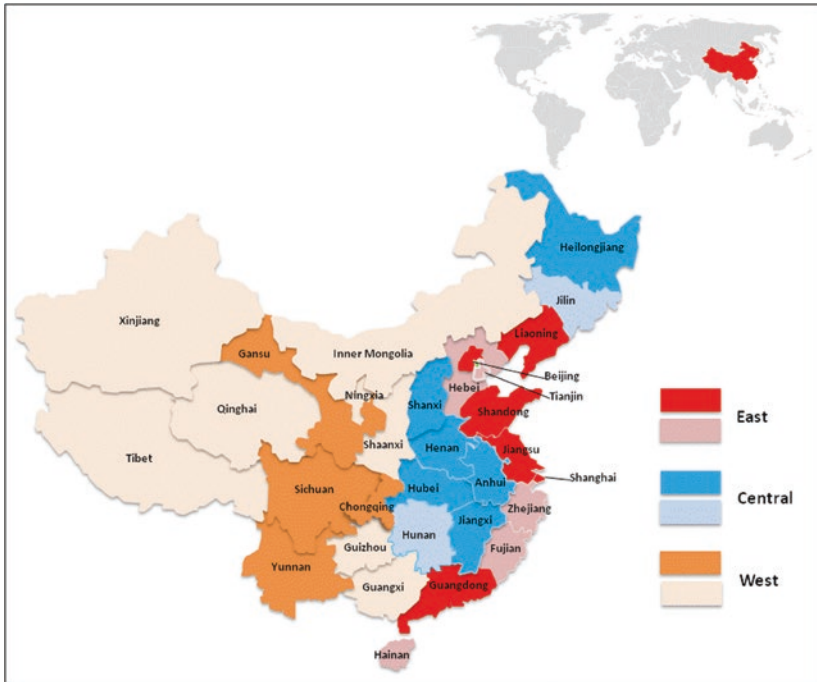 Heilongjiang
Jilin
Xinjiang
Liaoning
Gansu
Inner Mongolia
Beijing
Hebei
Tianjin
Ningxia
Shanxi
Qinghai
Shandong
Shaanxi
Henan
Jiangsu
Tibet
Shanghai
Sichuan
Hubei
Anhui
Chongqing
Zhejiang
Jiangxi
Hunan
Guizhou
Fujian
Yunnan
Guangxi
Guangdong
Hainan
East
Central
West